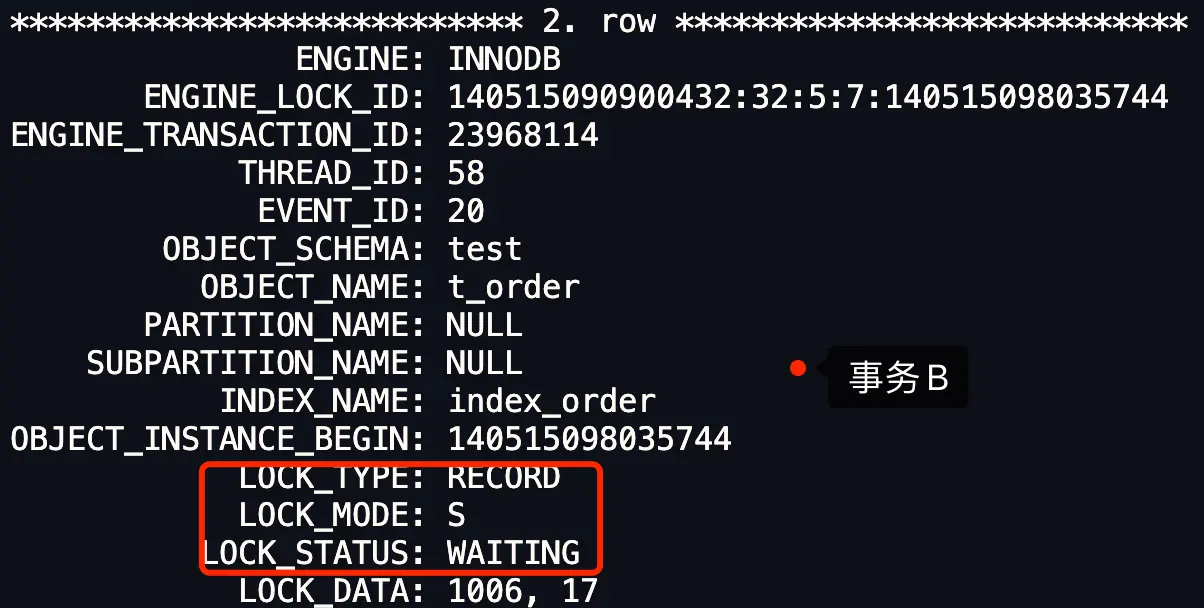 *************************** 2. row ***************************
ENGINE: INNODB
ENGINE_LOCK_ID: 140515090900432:32:5:7:140515098035744
ENGINE_TRANSACTION_ID: 23968114
THREAD_ID: 58
EVENT_ID: 20
OBJECT_SCHEMA: test
OBJECT_NAME: t_order
PARTITION_NAME: NULL
SUBPARTITION_NAME: NULL
事务B
INDEX_NAME: index_order
OBJECT_INSTANCE_BEGIN: 140515098035744
LOCK_TYPE: RECORD
LOCK_MODE: S
LOCK_STATUS: WAITING
LOCK_DATA: 1006, 17